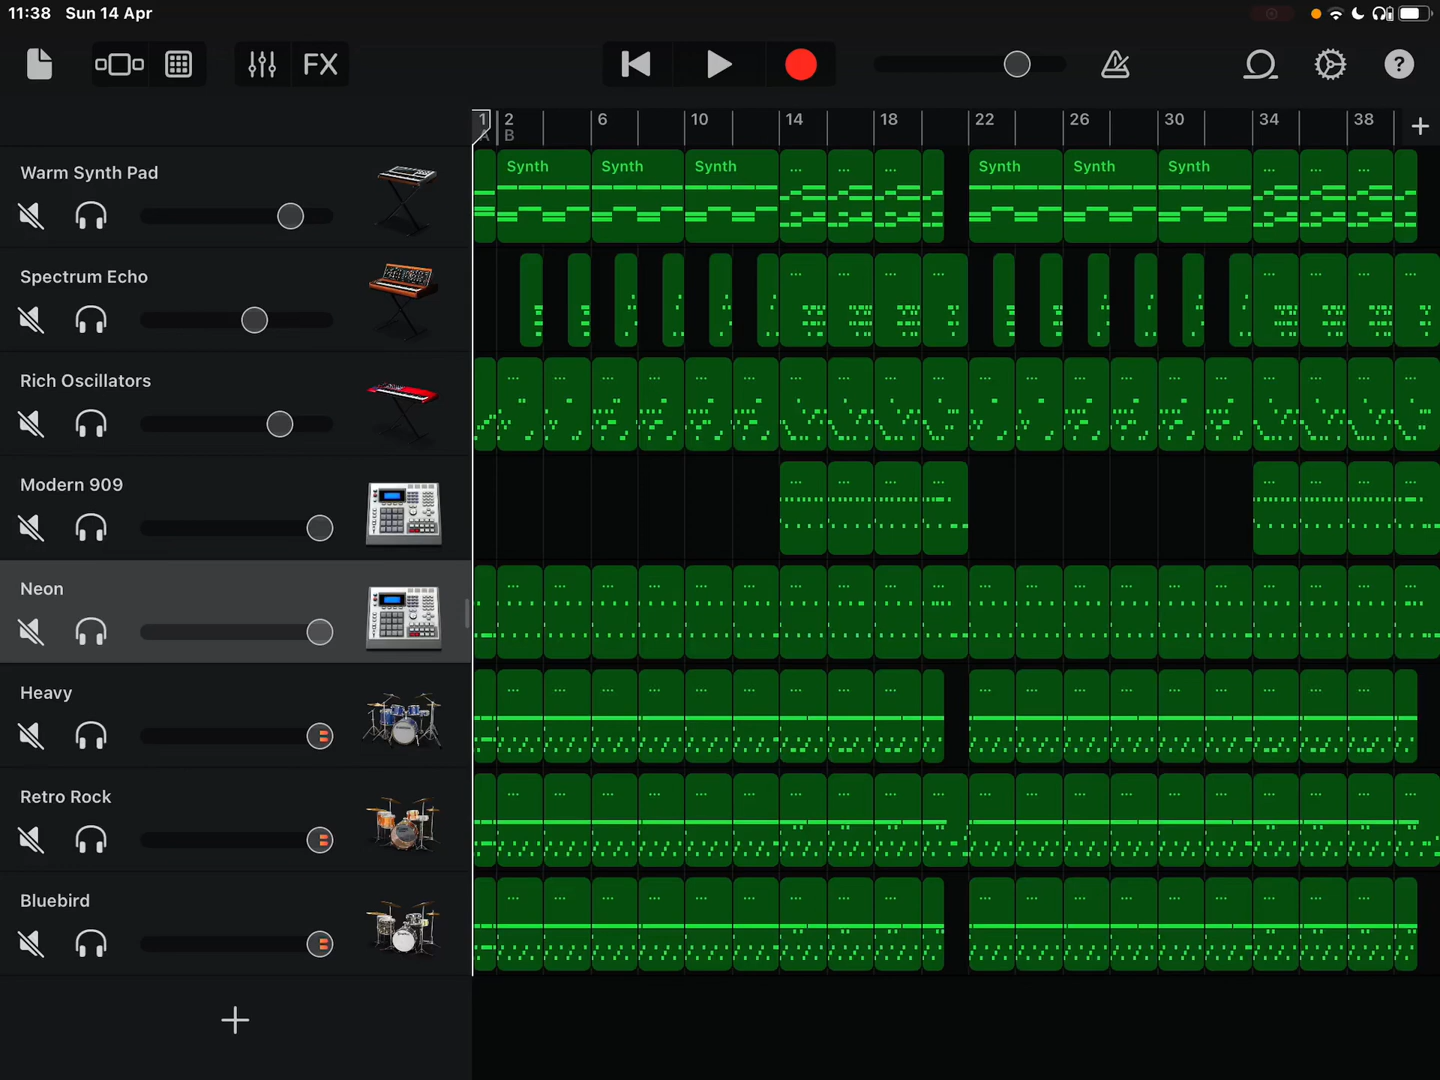 11:38 Sun 14 Apr
FX
?
1 2 6 10 14 18 22 26 30 34 38 +
A B
Warm Synth Pad
Synth Synth Synth ... ... ... Synth Synth Synth ... ... ...
Spectrum Echo
... ... ... ... ... ... ... ...
Rich Oscillators
... ... ... ... ... ... ... ... ... ... ... ... ... ... ... ... ... ... ... ...
Modern 909
... ... ... ... ... ... ... ...
Neon
... ... ... ... ... ... ... ... ... ... ... ... ... ... ... ... ... ... ... ...
Heavy
... ... ... ... ... ... ... ... ... ... ... ... ... ... ... ... ... ... ...
Retro Rock
... ... ... ... ... ... ... ... ... ... ... ... ... ... ... ... ... ... ... ...
Bluebird
... ... ... ... ... ... ... ... ... ... ... ... ... ... ... ... ... ... ...
+